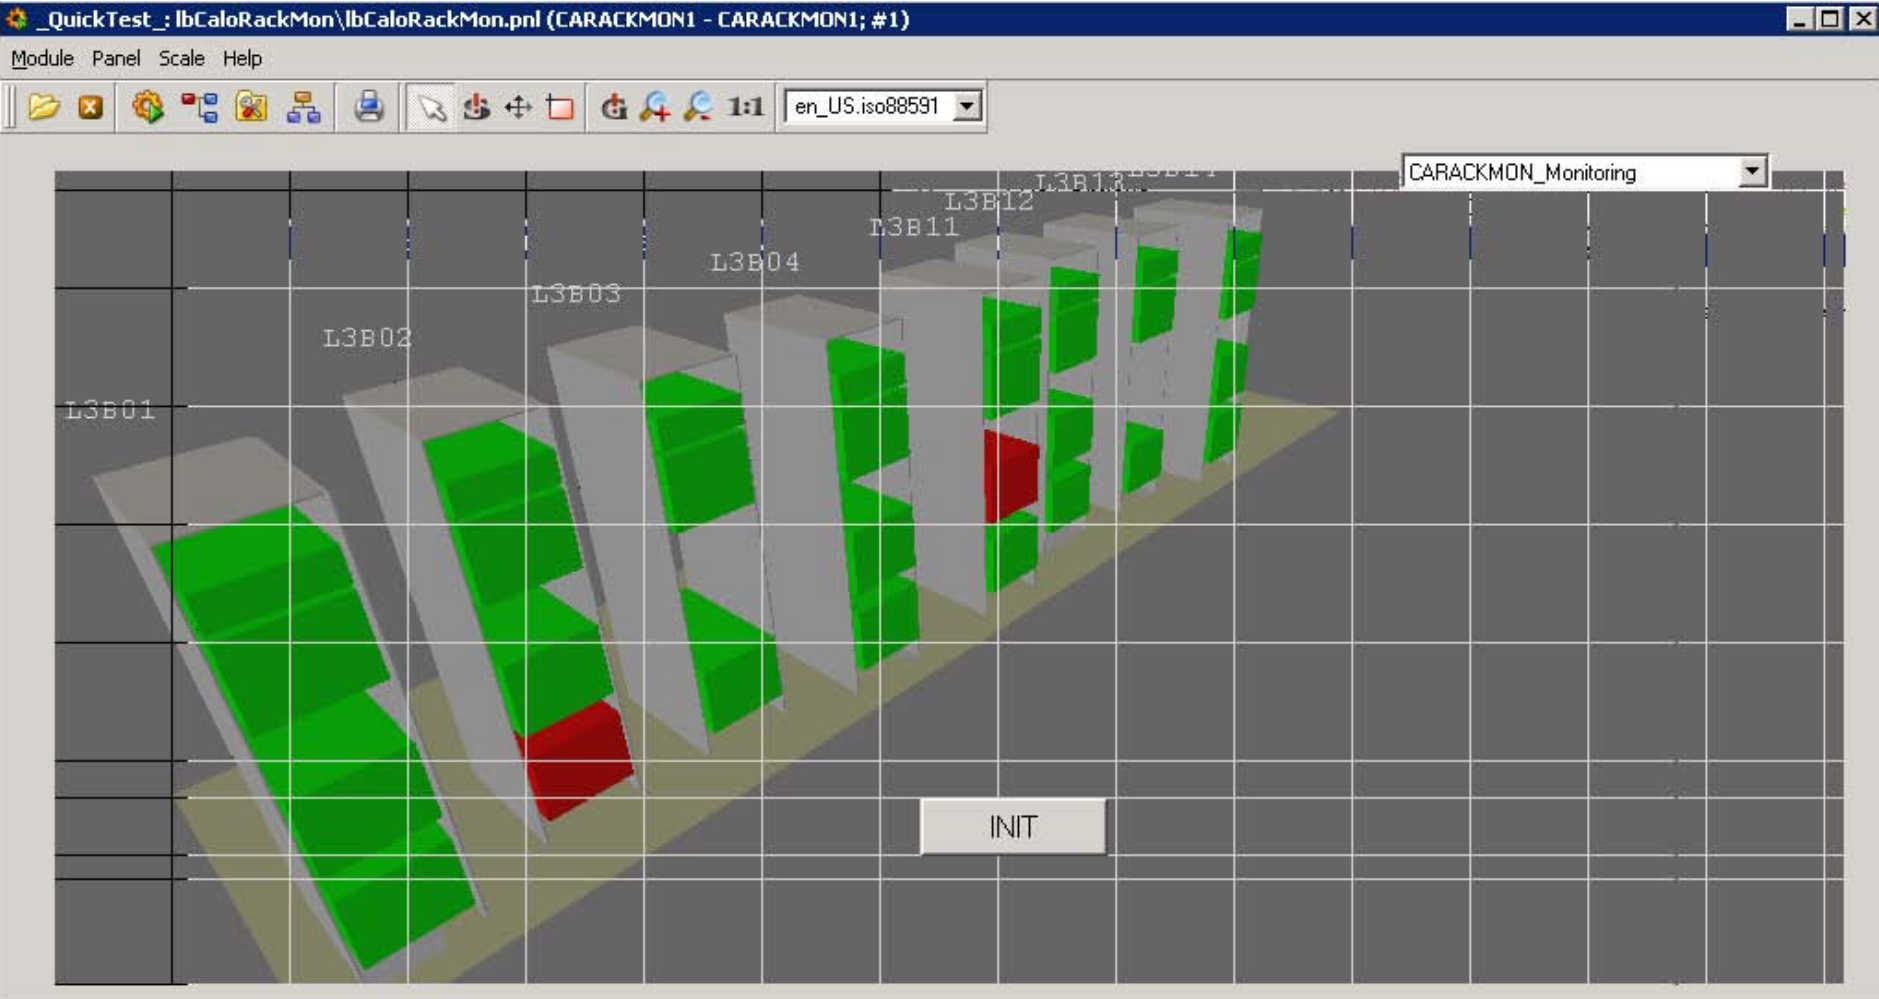 _QuickTest_: lbCaloRackMon\lbCaloRackMon.pnl (CARACKMON1 - CARACKMON1; #1)
Module Panel Scale Help
1:1 en_US.iso88591
CARACKMON_Monitoring
L3B13
L3B12
L3B11
L3B04
L3B03
L3B02
L3B01
INIT